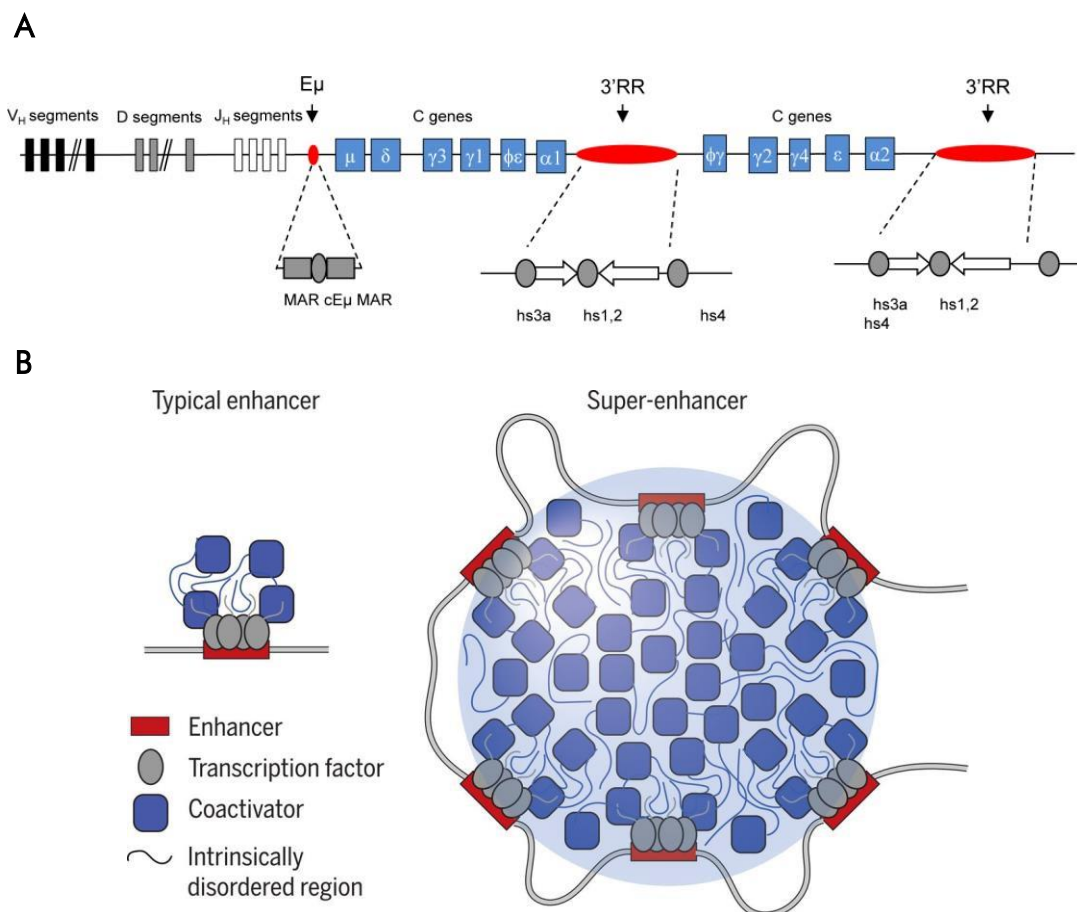 A
Eμ
3'RR
3'RR
V_H segments
D segments
J_H segments
C genes
C genes
μ δ γ3 γ1 ϕε α1 ϕγ γ2 γ4 ε α2
MAR cEμ MAR
hs3a hs1,2 hs4
hs3a hs1,2
hs4
B
Typical enhancer
Super-enhancer
Enhancer
Transcription factor
Coactivator
Intrinsically
disordered region